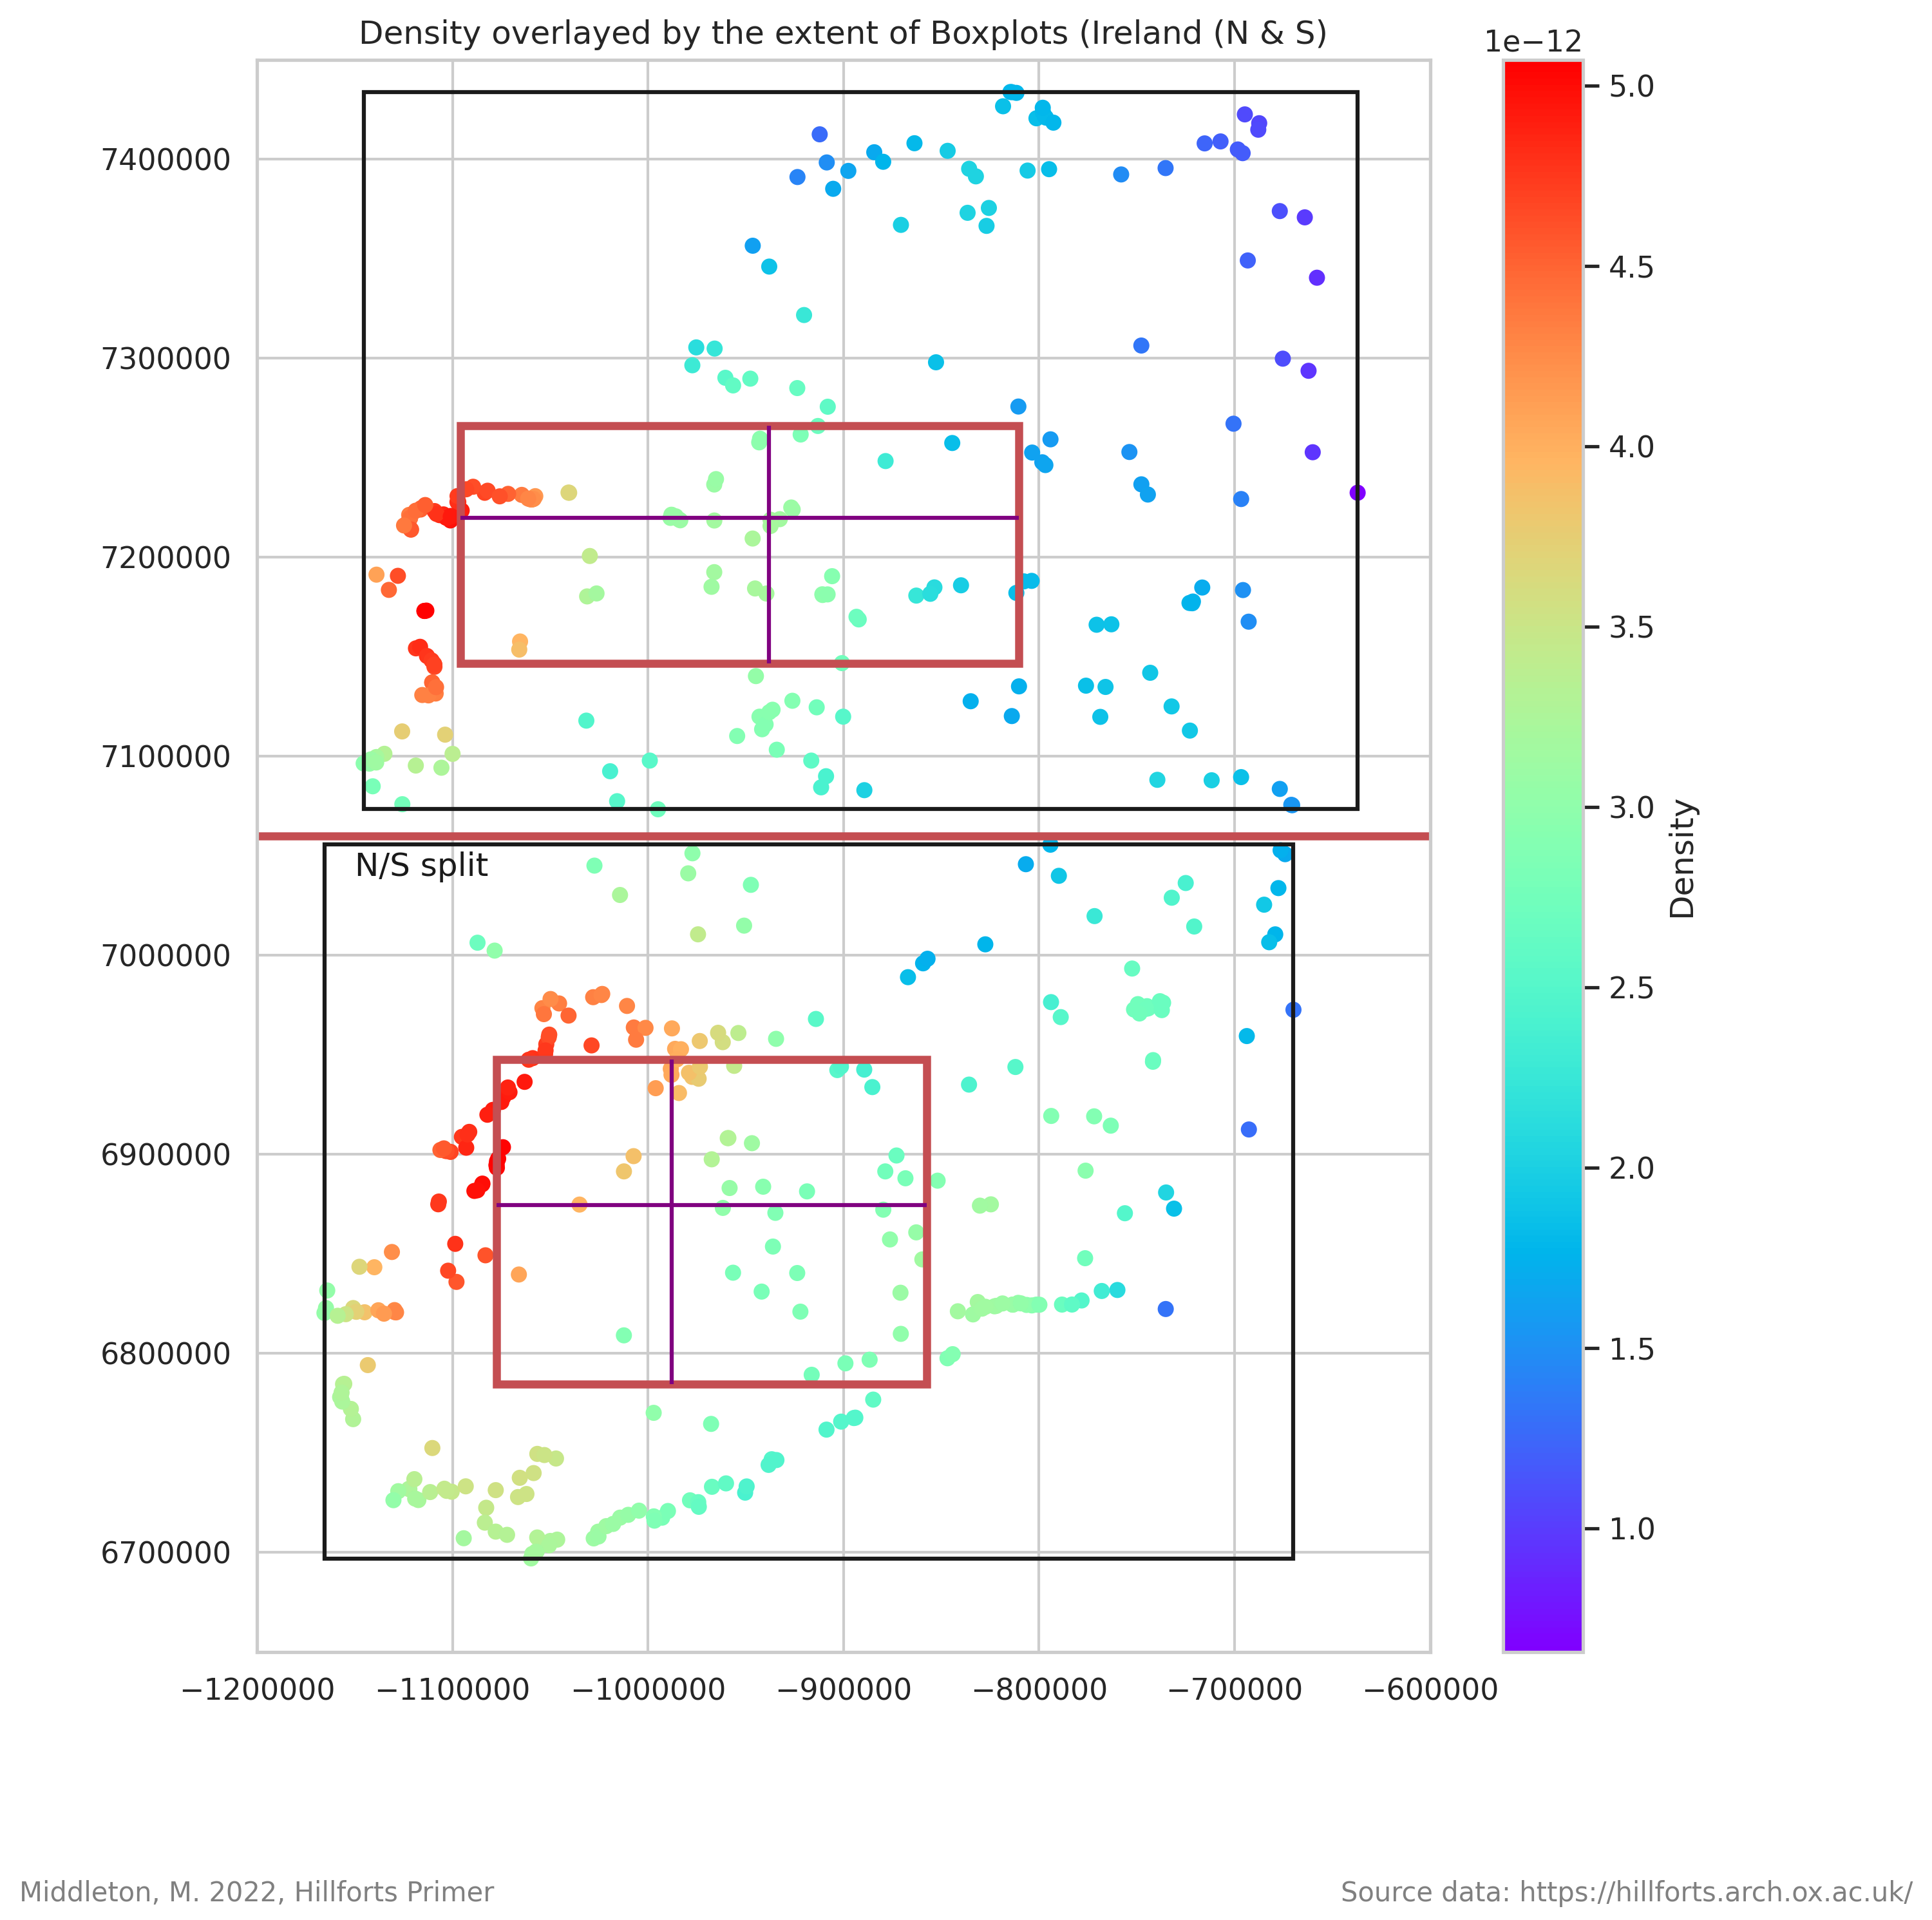 Density overlayed by the extent of Boxplots (Ireland (N & S)
1e−12
7400000
7300000
7200000
7100000
7000000
6900000
6800000
6700000
N/S split
−1200000 −1100000 −1000000 −900000 −800000 −700000 −600000
5.0
4.5
4.0
3.5
3.0
2.5
2.0
1.5
1.0
Density
Middleton, M. 2022, Hillforts Primer
Source data: https://hillforts.arch.ox.ac.uk/